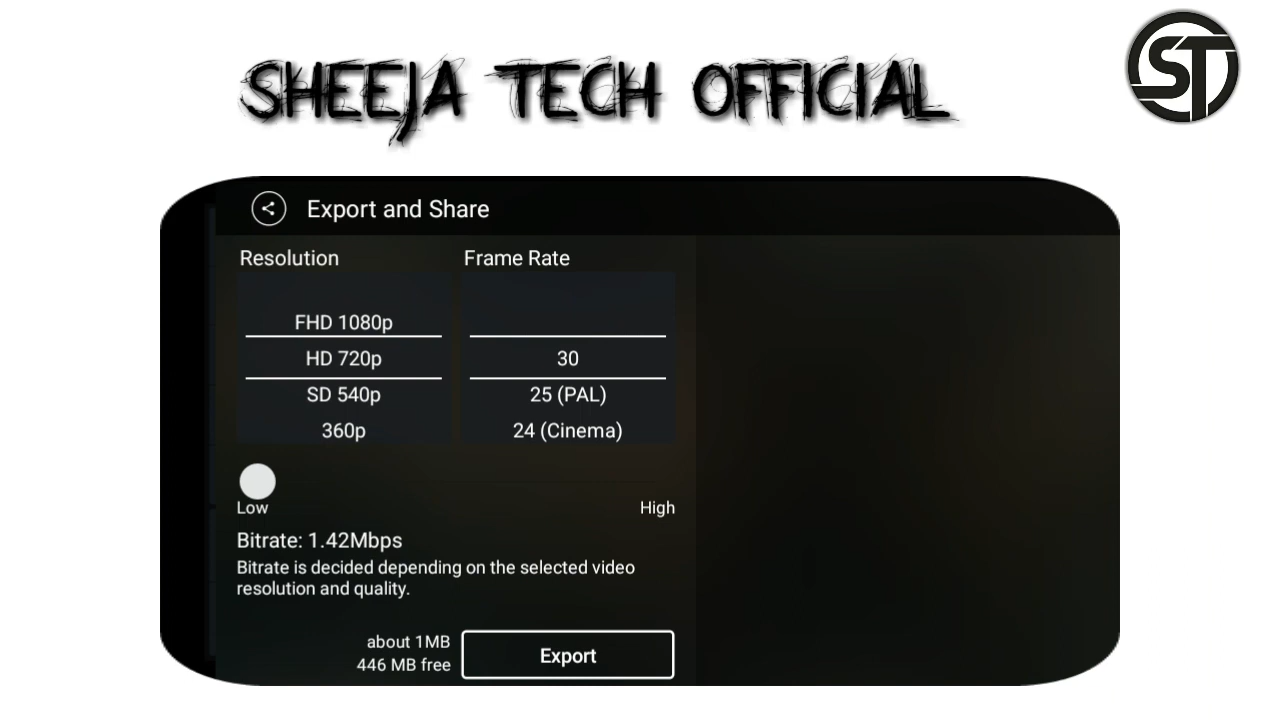 SHEEJA TECH OFFICIAL
ST
Export and Share
Resolution
Frame Rate
FHD 1080p
HD 720p
30
SD 540p
25 (PAL)
360p
24 (Cinema)
Low
High
Bitrate: 1.42Mbps
Bitrate is decided depending on the selected video
resolution and quality.
about 1MB
446 MB free
Export